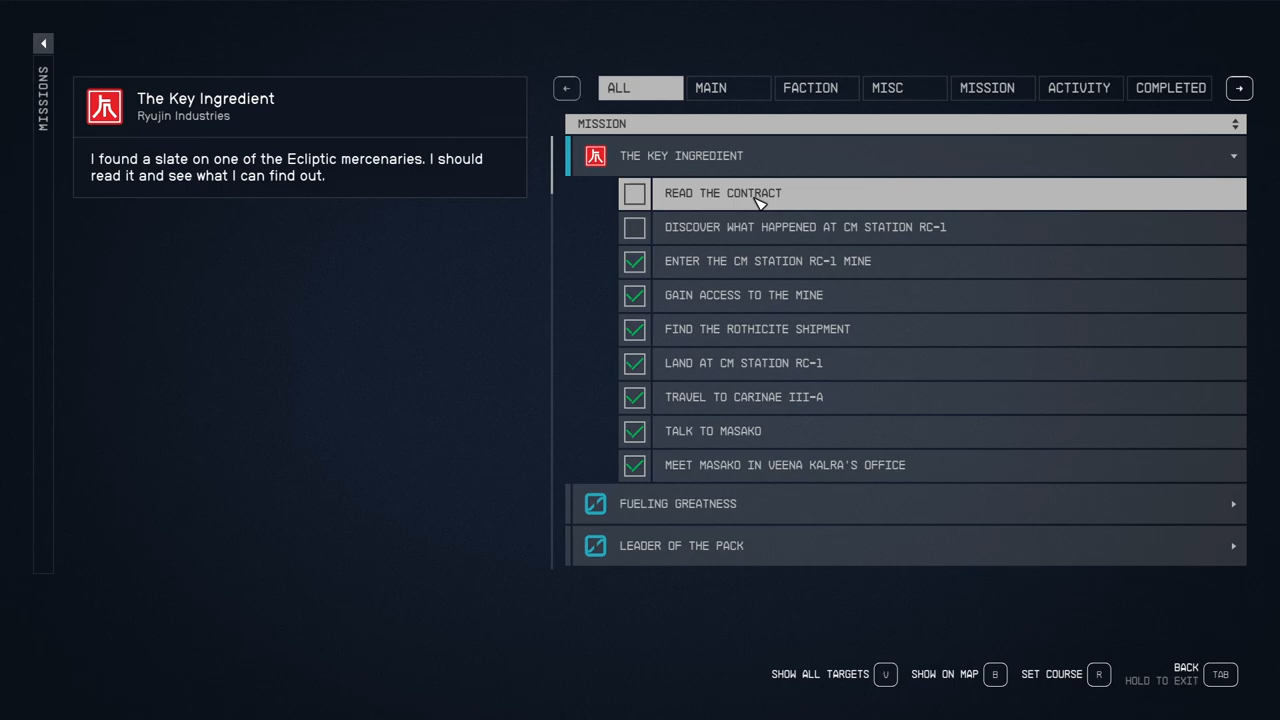 MISSIONS
The Key Ingredient
Ryujin Industries
I found a slate on one of the Ecliptic mercenaries. I should
read it and see what I can find out.
ALL MAIN FACTION MISC MISSION ACTIVITY COMPLETED
MISSION
THE KEY INGREDIENT
READ THE CONTRACT
DISCOVER WHAT HAPPENED AT CM STATION RC-1
ENTER THE CM STATION RC-1 MINE
GAIN ACCESS TO THE MINE
FIND THE ROTHICITE SHIPMENT
LAND AT CM STATION RC-1
TRAVEL TO CARINAE III-A
TALK TO MASAKO
MEET MASAKO IN VEENA KALRA'S OFFICE
FUELING GREATNESS
LEADER OF THE PACK
SHOW ALL TARGETS V SHOW ON MAP B SET COURSE R BACK TAB
HOLD TO EXIT